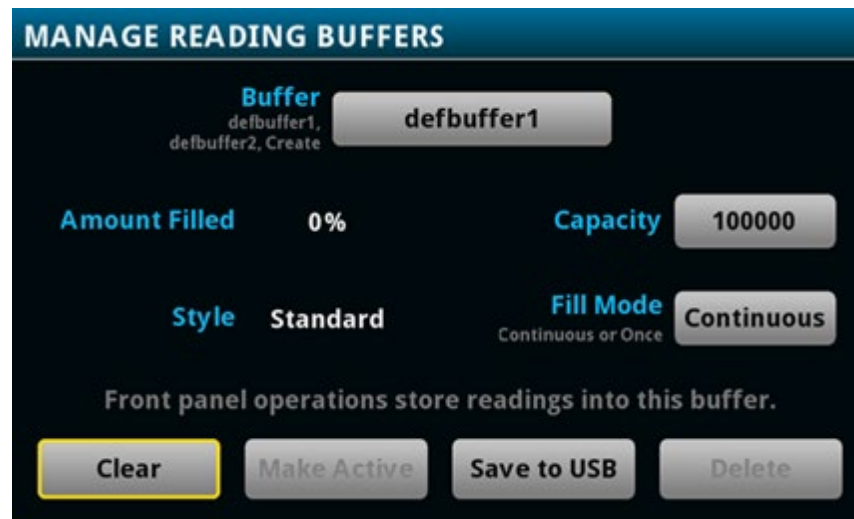 MANAGE READING BUFFERS
Buffer
defbuffer1,
defbuffer2, Create
defbuffer1
Amount Filled 0% Capacity 100000
Style Standard Fill Mode
Continuous or Once
Continuous
Front panel operations store readings into this buffer.
Clear Make Active Save to USB Delete